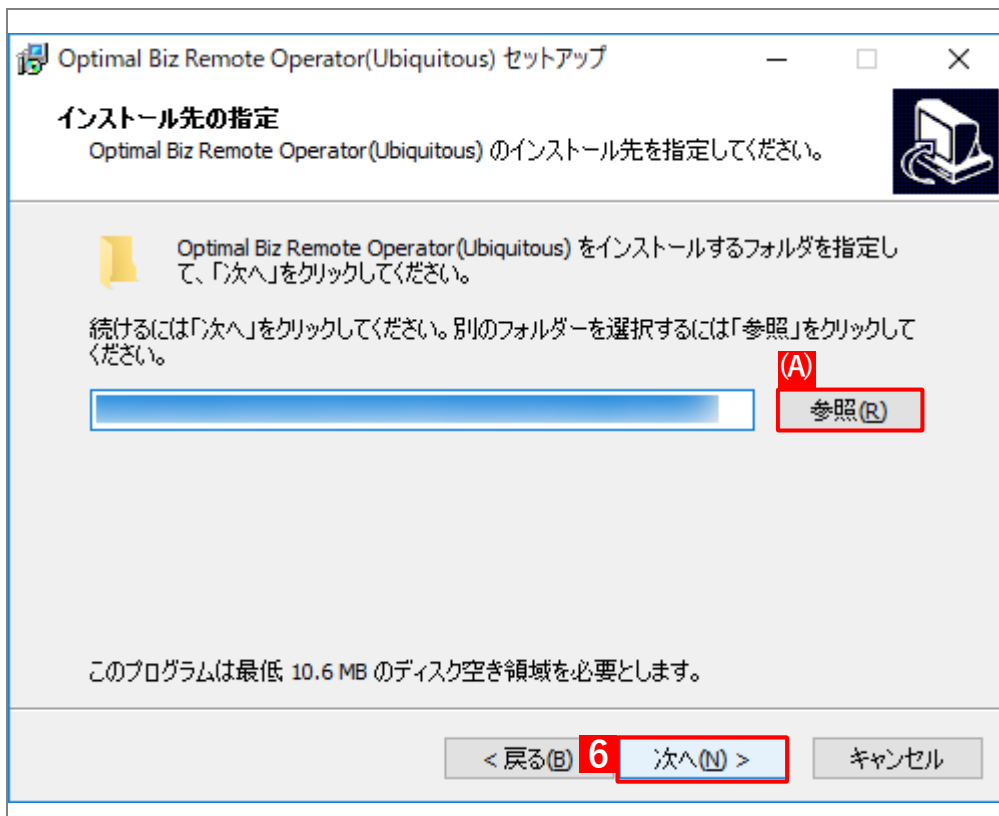 Optimal Biz Remote Operator(Ubiquitous) セットアップ
インストール先の指定
Optimal Biz Remote Operator(Ubiquitous) のインストール先を指定してください。
Optimal Biz Remote Operator(Ubiquitous) をインストールするフォルダを指定し
て、「次へ」をクリックしてください。
続けるには「次へ」をクリックしてください。別のフォルダーを選択するには「参照」をクリックして
ください。
(A)
参照(R)
このプログラムは最低 10.6 MB のディスク空き領域を必要とします。
< 戻る(B)
6
次へ(N) >
キャンセル